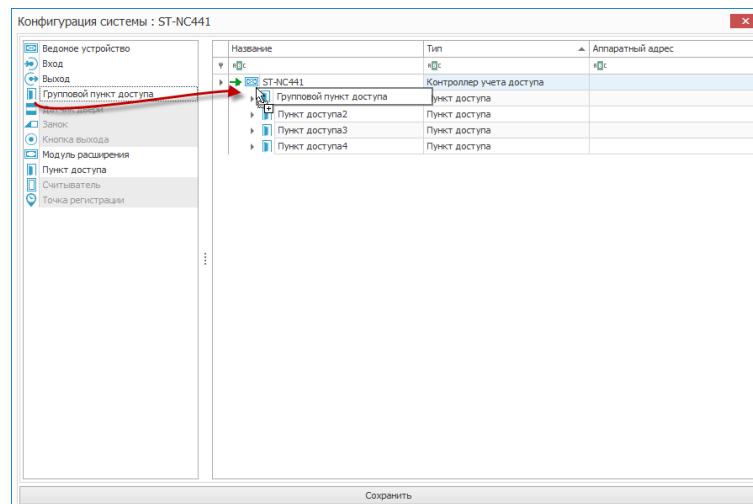 Конфигурация системы : ST-NC441
Ведомое устройство
Вход
Выход
Групповой пункт доступа
Замок
Кнопка выхода
Модуль расширения
Пункт доступа
Считыватель
Точка регистрации
Название Тип Аппаратный адрес
ST-NC441 Контроллер учета доступа
Групповой пункт доступа пункт доступа
Пункт доступа2 Пункт доступа
Пункт доступа3 Пункт доступа
Пункт доступа4 Пункт доступа
Сохранить